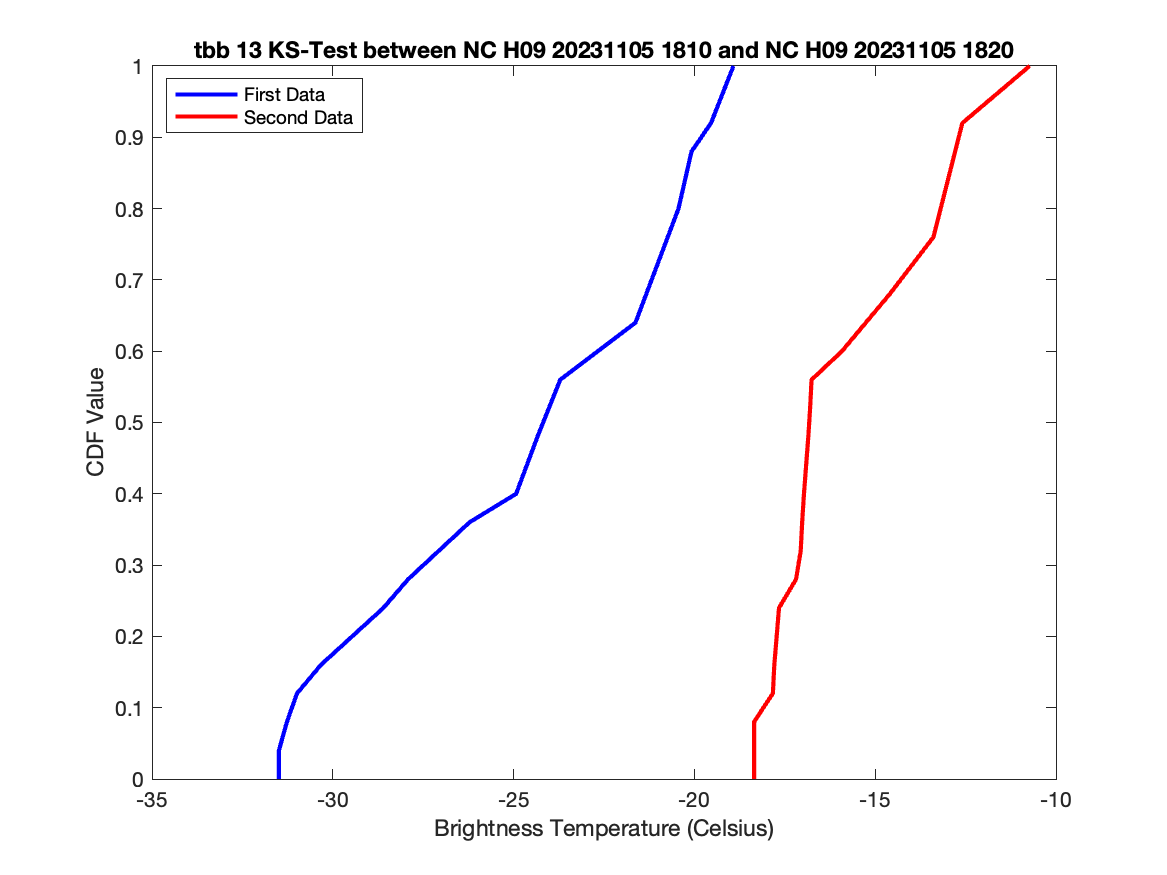 tbb 13 KS-Test between NC H09 20231105 1810 and NC H09 20231105 1820
First Data
Second Data
CDF Value
1
0.9
0.8
0.7
0.6
0.5
0.4
0.3
0.2
0.1
0
-35 -30 -25 -20 -15 -10
Brightness Temperature (Celsius)